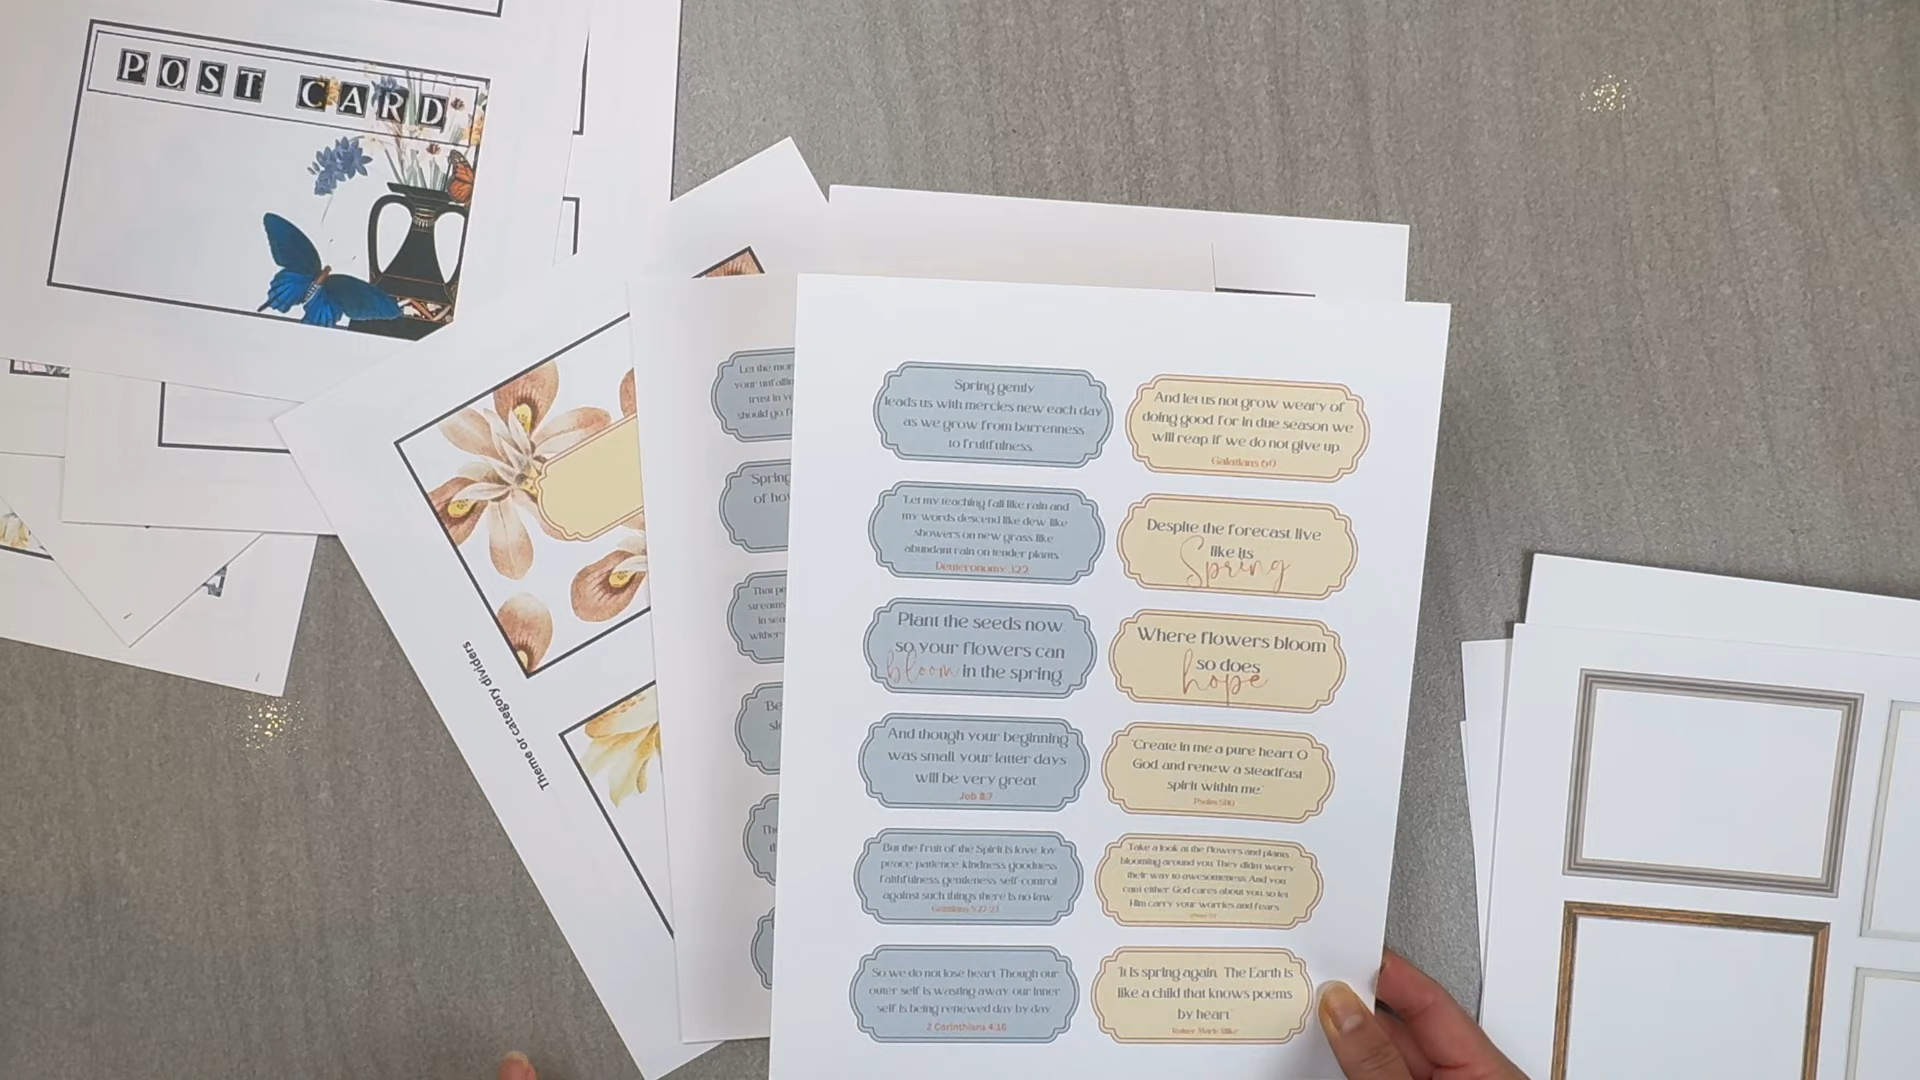 POST CARD
Theme or category dividers
Let the
your
trust in
should go
Spring
of
streams
in
Be
Spring gently
leads us with mercies new each day
as we grow from barrenness
to fruitfulness.
And let us not grow weary of
doing good for in due season we
will reap if we do not give up.
Galatians 6:9
"Let my teaching fall like rain and
my words descend like dew like
showers on new grass like
abundant rain on tender plants
Deuteronomy 32:2
Despite the forecast live
like its
Spring
Plant the seeds now
so your flowers can
bloom in the spring
Where flowers bloom
so does
hope
And though your beginning
was small your latter days
will be very great
Job 8:7
"Create in me a pure heart O
God and renew a steadfast
spirit within me"
Psalm 51:10
But the fruit of the Spirit is love joy
peace patience kindness goodness
faithfulness gentleness self-control
against such things there is no law
Galatians 5:22-23
Take a look at the flowers and plants
blooming around you They didn't worry
their way to awesomeness And you
can't either God cares about you so let
Him carry your worries and fears
So we do not lose heart Though our
outer self is wasting away our inner
self is being renewed day by day
2 Corinthians 4:16
"It is spring again. The Earth is
like a child that knows poems
by heart"
Rainer Maria Rilke